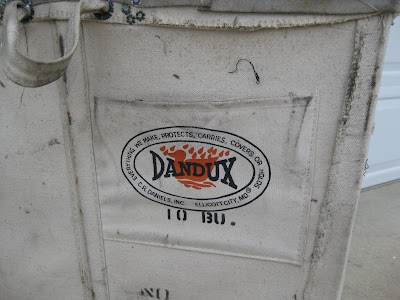 EVERYTHING WE MAKE, PROTECTS, CARRIES, COVERS OR HOLDS
DANDUX
C.R. DANIELS, INC. ELLICOTT CITY, MD.
10 BU.
NO